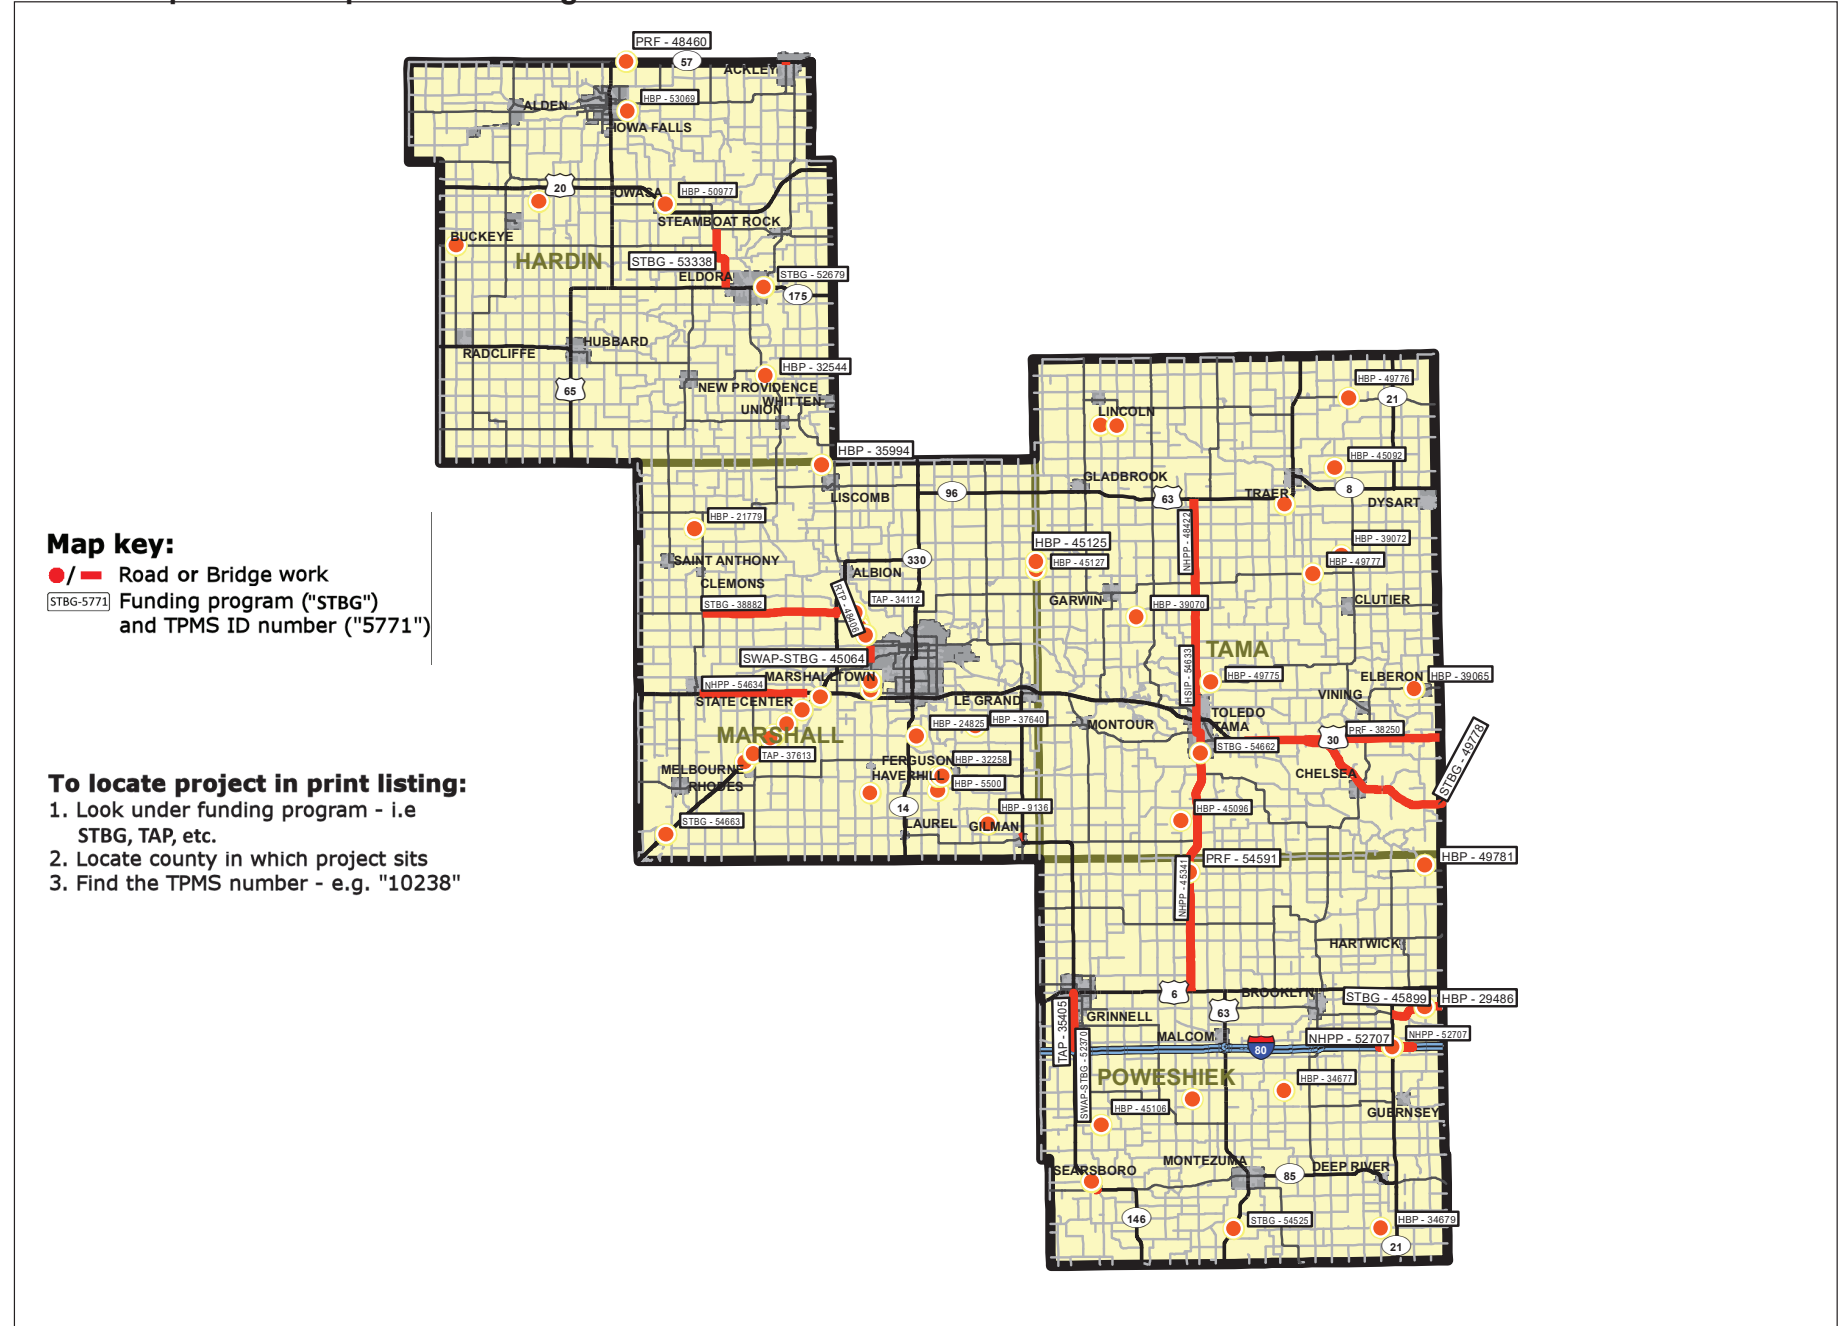 PRF - 48460
57
ACKLEY
HBP - 53069
ALDEN
IOWA FALLS
20
OWASA
HBP - 50977
STEAMBOAT ROCK
BUCKEYE
HARDIN
STBG - 53338
ELDORA
STBG - 52679
175
HUBBARD
RADCLIFFE
65
HBP - 32544
NEW PROVIDENCE
WHITTEN
UNION
HBP - 49776
21
LINCOLN
HBP - 35994
HBP - 45092
GLADBROOK
LISCOMB
96
63
TRAER
8
DYSART
HBP - 21779
NHPP - 48422
HBP - 45125
HBP - 39072
SAINT ANTHONY
330
HBP - 45127
HBP - 49777
CLEMONS
ALBION
GARWIN
CLUTIER
STBG - 38882
RTP - 48406
TAP - 34112
HBP - 39070
Map key:
Road or Bridge work
STBG-5771
Funding program ("STBG")
and TPMS ID number ("5771")
SWAP-STBG - 45064
TAMA
HSIP - 54633
MARSHALLTOWN
NHPP - 54634
STATE CENTER
LE GRAND
HBP - 49775
ELBERON
HBP - 39065
VINING
TOLEDO
TAMA
MONTOUR
HBP - 24825
HBP - 37640
MARSHALL
PRF - 38250
30
STBG - 54662
TAP - 37613
MELBOURNE
RHODES
FERGUSON
HBP - 32258
HAVERHILL
HBP - 5500
CHELSEA
STBG - 49778
14
HBP - 9136
HBP - 45096
STBG - 54663
LAUREL
GILMAN
To locate project in print listing:
1. Look under funding program - i.e
STBG, TAP, etc.
2. Locate county in which project sits
3. Find the TPMS number - e.g. "10238"
PRF - 54591
HBP - 49781
NHPP - 45341
HARTWICK
6
BROOKLYN
STBG - 45899
HBP - 29486
63
TAP - 35405
GRINNELL
MALCOM
NHPP - 52707
NHPP - 52707
80
SWAP-STBG - 52370
POWESHIEK
HBP - 34677
HBP - 45106
GUERNSEY
MONTEZUMA
SEARSBORO
DEEP RIVER
85
146
STBG - 54525
HBP - 34679
21